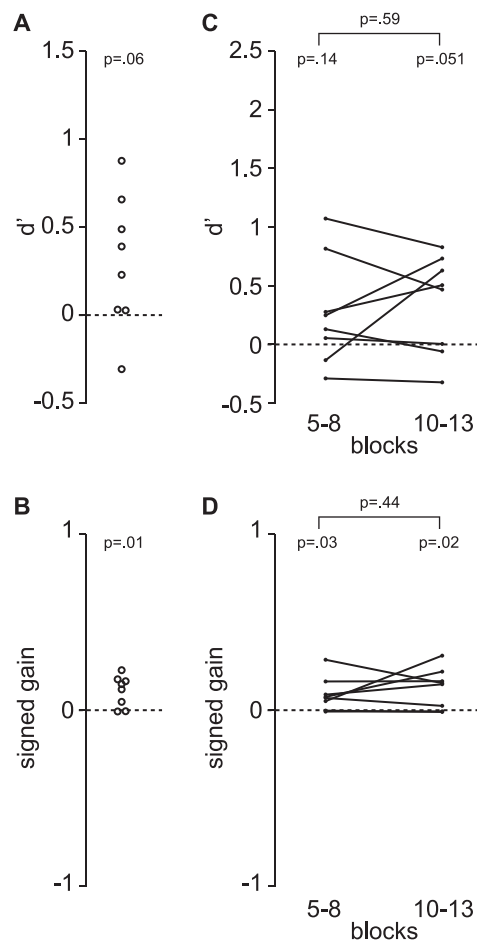 A
p=.06
1.5
1
0.5
0
-0.5
d'
C
p=.59
p=.14 p=.051
2.5
2
1.5
1
0.5
0
-0.5
d'
5-8 10-13
blocks
B
p=.01
1
0
-1
signed gain
D
p=.44
p=.03 p=.02
1
0
-1
signed gain
5-8 10-13
blocks